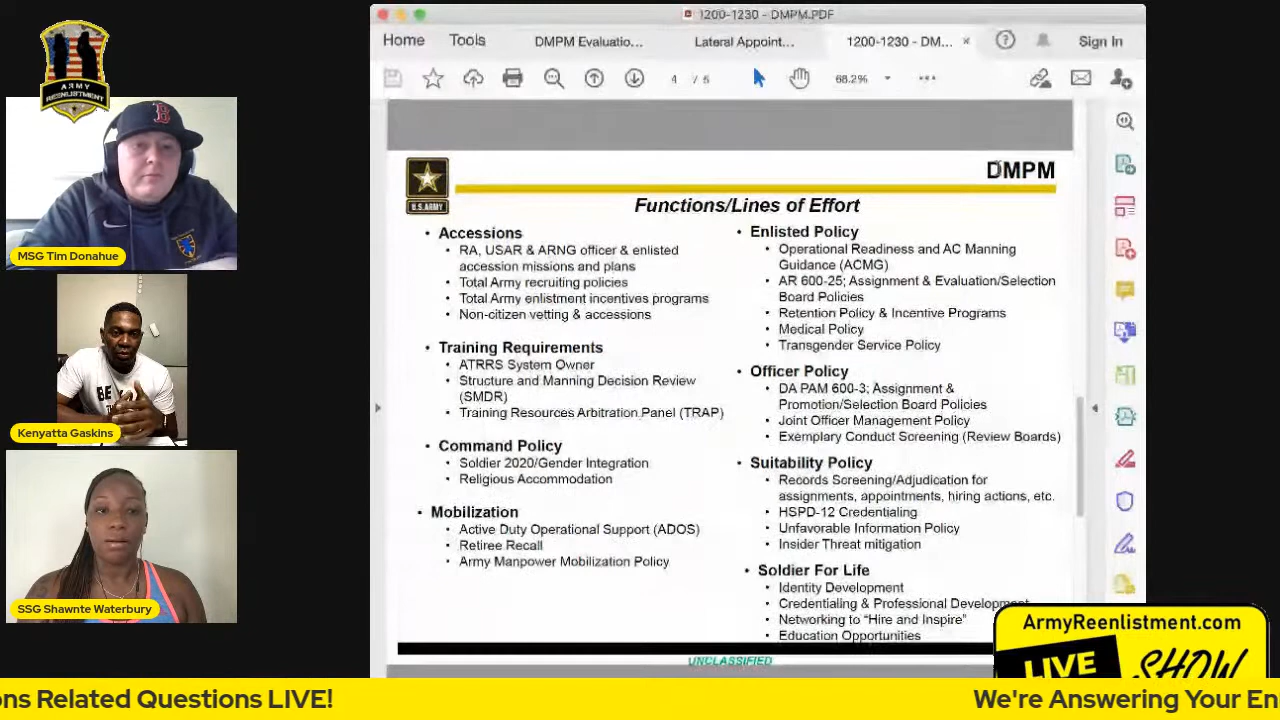 ARMY
REENLISTMENT
MSG Tim Donahue
Kenyatta Gaskins
SSG Shawnte Waterbury
1200-1230 - DMPM.PDF
Home Tools DMPM Evaluatio... Lateral Appoint... 1200-1230 - DM... × Sign In
4 / 5 68.2%
U.S. ARMY
DMPM
Functions/Lines of Effort
• Accessions
• RA, USAR & ARNG officer & enlisted
accession missions and plans
• Total Army recruiting policies
• Total Army enlistment incentives programs
• Non-citizen vetting & accessions
• Training Requirements
• ATRRS System Owner
• Structure and Manning Decision Review
(SMDR)
• Training Resources Arbitration Panel (TRAP)
• Command Policy
• Soldier 2020/Gender Integration
• Religious Accommodation
• Mobilization
• Active Duty Operational Support (ADOS)
• Retiree Recall
• Army Manpower Mobilization Policy
• Enlisted Policy
• Operational Readiness and AC Manning
Guidance (ACMG)
• AR 600-25; Assignment & Evaluation/Selection
Board Policies
• Retention Policy & Incentive Programs
• Medical Policy
• Transgender Service Policy
• Officer Policy
• DA PAM 600-3; Assignment &
Promotion/Selection Board Policies
• Joint Officer Management Policy
• Exemplary Conduct Screening (Review Boards)
• Suitability Policy
• Records Screening/Adjudication for
assignments, appointments, hiring actions, etc.
• HSPD-12 Credentialing
• Unfavorable Information Policy
• Insider Threat mitigation
• Soldier For Life
• Identity Development
• Credentialing & Professional Development
• Networking to “Hire and Inspire”
• Education Opportunities
UNCLASSIFIED
ArmyReenlistment.com
LIVE SHOW
ons Related Questions LIVE! We're Answering Your En